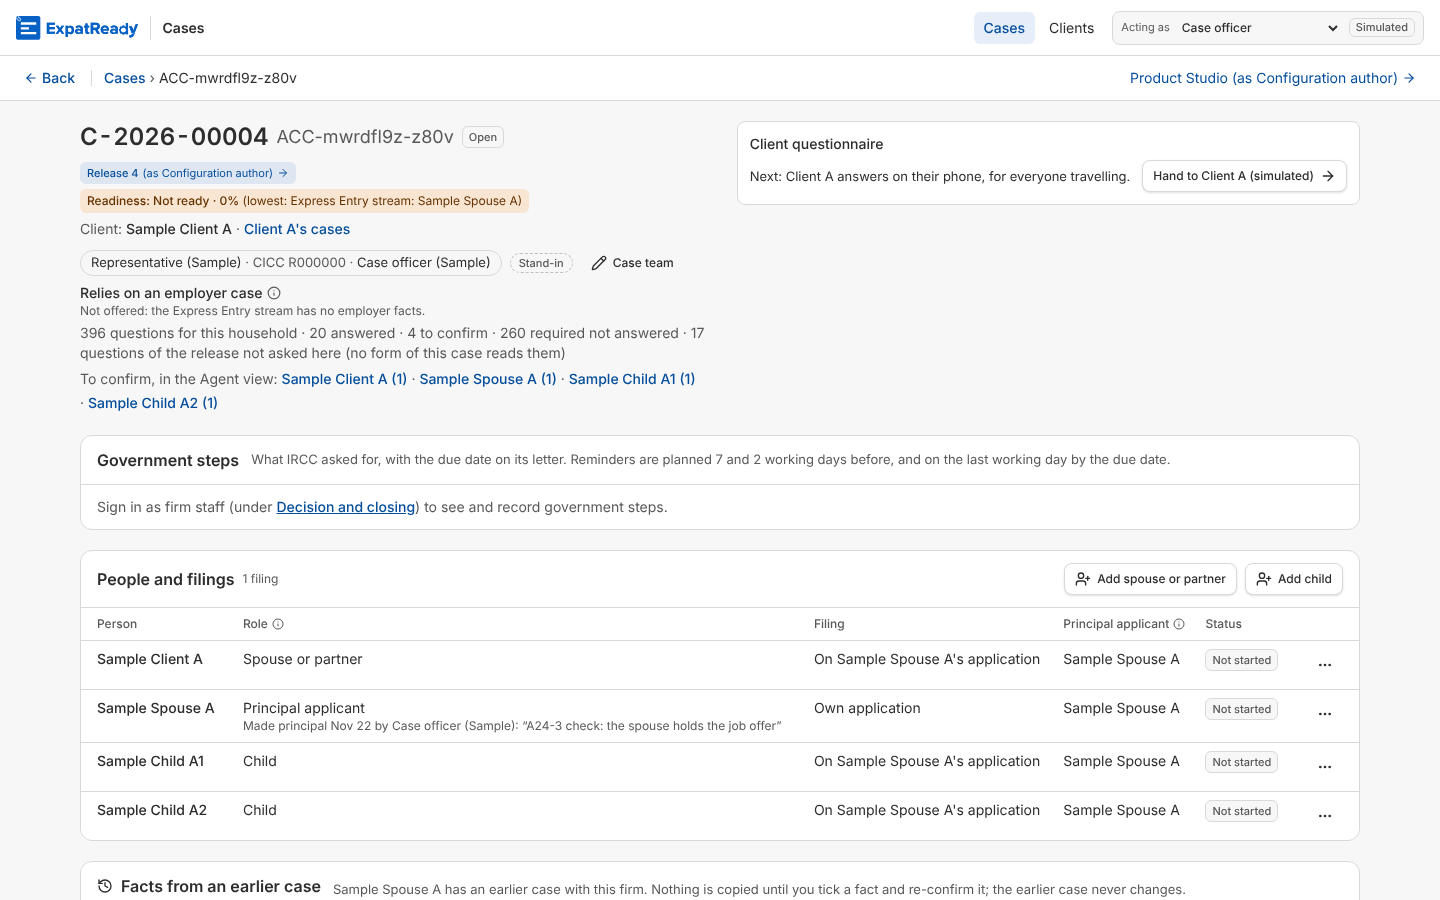 ExpatReady
Cases
Cases
Clients
Acting as Case officer
Simulated
← Back
Cases › ACC-mwrdfl9z-z80v
Product Studio (as Configuration author) →
C-2026-00004 ACC-mwrdfl9z-z80v Open
Release 4 (as Configuration author) →
Readiness: Not ready · 0% (lowest: Express Entry stream: Sample Spouse A)
Client: Sample Client A · Client A's cases
Representative (Sample) · CICC R000000 · Case officer (Sample) Stand-in Case team
Relies on an employer case
Not offered: the Express Entry stream has no employer facts.
396 questions for this household · 20 answered · 4 to confirm · 260 required not answered · 17
questions of the release not asked here (no form of this case reads them)
To confirm, in the Agent view: Sample Client A (1) · Sample Spouse A (1) · Sample Child A1 (1)
· Sample Child A2 (1)
Client questionnaire
Next: Client A answers on their phone, for everyone travelling. Hand to Client A (simulated) →
Government steps What IRCC asked for, with the due date on its letter. Reminders are planned 7 and 2 working days before, and on the last working day by the due date.
Sign in as firm staff (under Decision and closing) to see and record government steps.
People and filings 1 filing Add spouse or partner Add child
Person Role Filing Principal applicant Status
Sample Client A Spouse or partner On Sample Spouse A's application Sample Spouse A Not started ...
Sample Spouse A Principal applicant Own application Sample Spouse A Not started ...
Made principal Nov 22 by Case officer (Sample): “A24-3 check: the spouse holds the job offer”
Sample Child A1 Child On Sample Spouse A's application Sample Spouse A Not started ...
Sample Child A2 Child On Sample Spouse A's application Sample Spouse A Not started ...
Facts from an earlier case Sample Spouse A has an earlier case with this firm. Nothing is copied until you tick a fact and re-confirm it; the earlier case never changes.